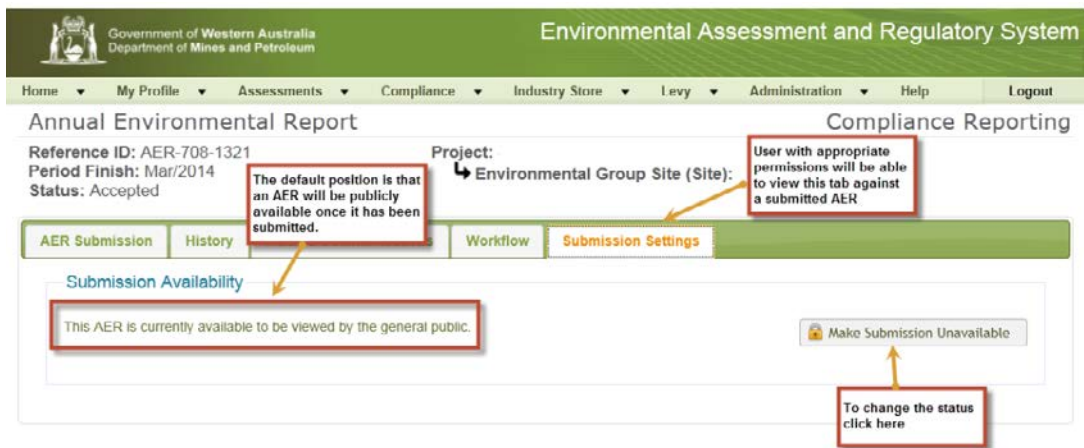 Government of Western Australia
Department of Mines and Petroleum
Environmental Assessment and Regulatory System
Home My Profile Assessments Compliance Industry Store Levy Administration Help Logout
Annual Environmental Report
Compliance Reporting
Reference ID: AER-708-1321
Period Finish: Mar/2014
Status: Accepted
Project:
Environmental Group Site (Site):
The default position is that
an AER will be publicly
available once it has been
submitted.
User with appropriate
permissions will be able
to view this tab against
a submitted AER
AER Submission History Workflow Submission Settings
Submission Availability
This AER is currently available to be viewed by the general public.
Make Submission Unavailable
To change the status
click here